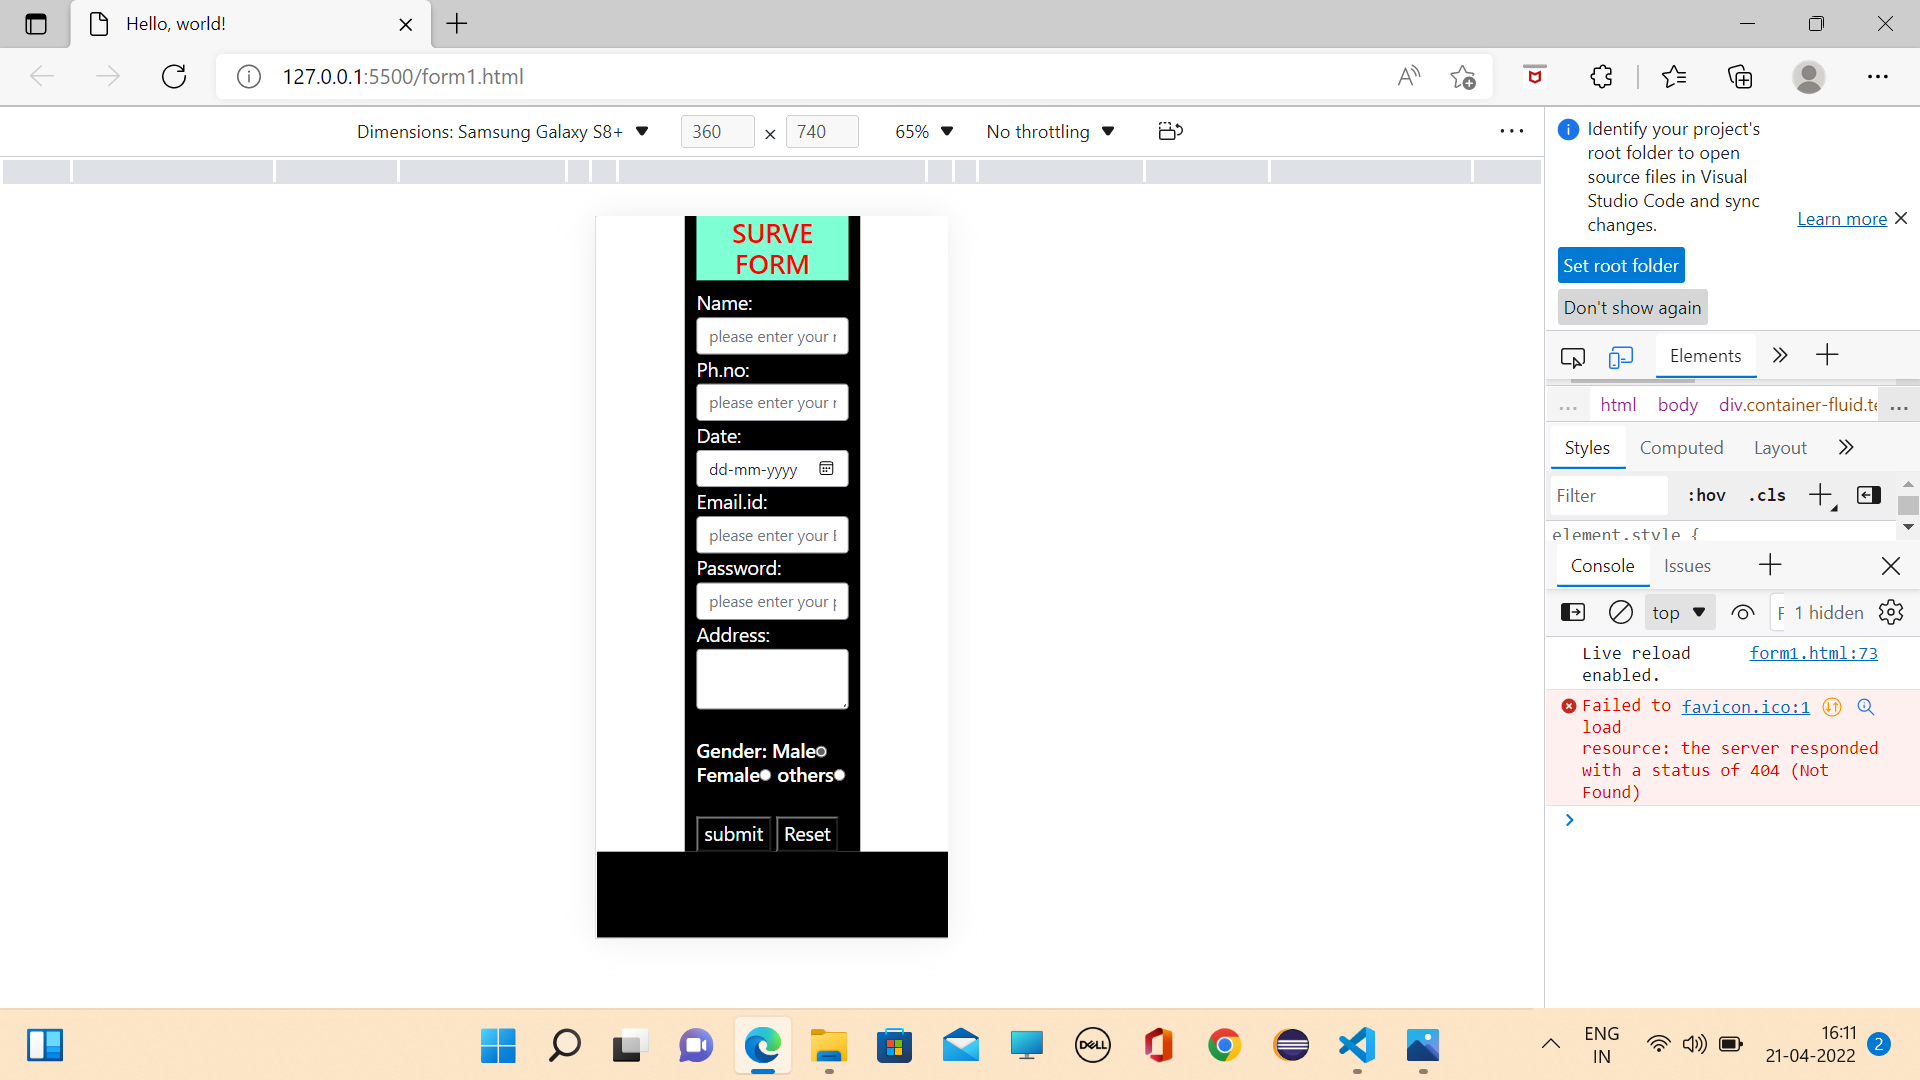 Hello, world!
127.0.0.1:5500/form1.html
Dimensions: Samsung Galaxy S8+ 360 × 740 65% No throttling
SURVE
FORM
Name:
please enter your
Ph.no:
please enter your
Date:
dd-mm-yyyy
Email.id:
please enter your
Password:
please enter your
Address:
Gender: Male
Female others
submit Reset
Identify your project's
root folder to open
source files in Visual
Studio Code and sync
changes.
Learn more
Set root folder
Don't show again
Elements
... html body div.container-fluid.te ...
Styles Computed Layout
Filter :hov .cls
element.style {
Console Issues
top F 1 hidden
Live reload form1.html:73
enabled.
Failed to favicon.ico:1
load
resource: the server responded
with a status of 404 (Not
Found)
DELL
ENG
IN
16:11
21-04-2022
2